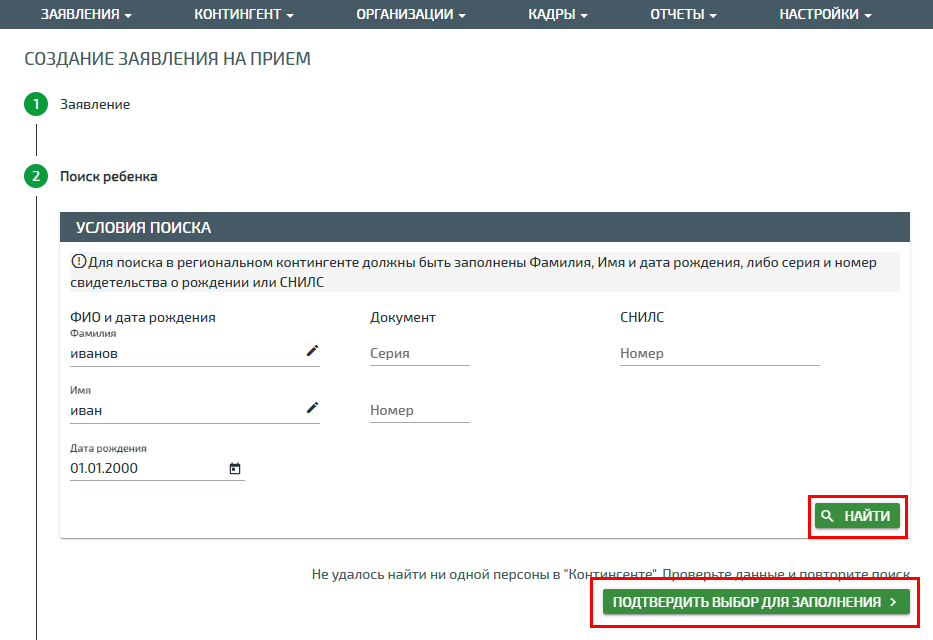 ЗАЯВЛЕНИЯ КОНТИНГЕНТ ОРГАНИЗАЦИИ КАДРЫ ОТЧЕТЫ НАСТРОЙКИ
СОЗДАНИЕ ЗАЯВЛЕНИЯ НА ПРИЕМ
1 Заявление
2 Поиск ребенка
УСЛОВИЯ ПОИСКА
Для поиска в региональном контингенте должны быть заполнены Фамилия, Имя и дата рождения, либо серия и номер
свидетельства о рождении или СНИЛС
ФИО и дата рождения Документ СНИЛС
Фамилия
иванов Серия Номер
Имя
иван Номер
Дата рождения
01.01.2000
НАЙТИ
Не удалось найти ни одной персоны в "Контингенте". Проверьте данные и повторите поиск
ПОДТВЕРДИТЬ ВЫБОР ДЛЯ ЗАПОЛНЕНИЯ >